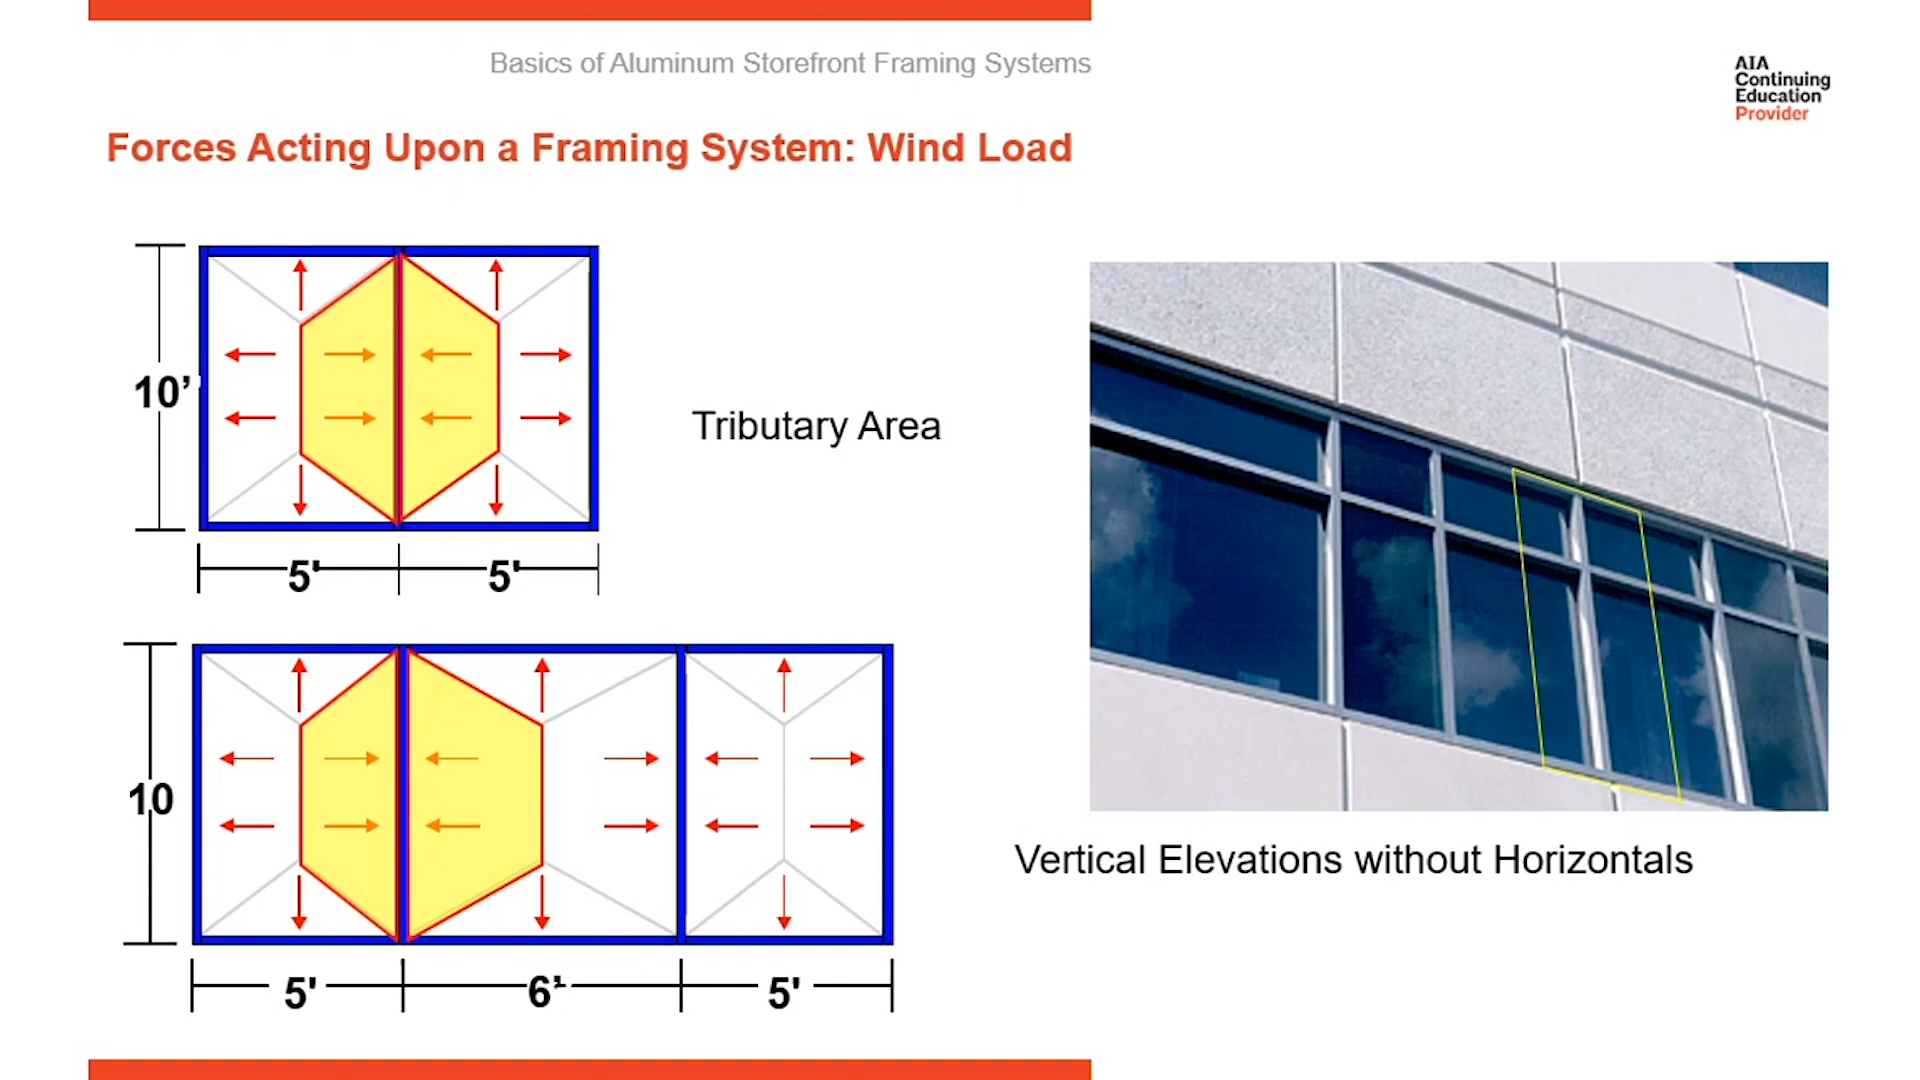 Basics of Aluminum Storefront Framing Systems
AIA
Continuing
Education
Provider
Forces Acting Upon a Framing System: Wind Load
10’
5'
5'
Tributary Area
10
5'
6’
5'
Vertical Elevations without Horizontals